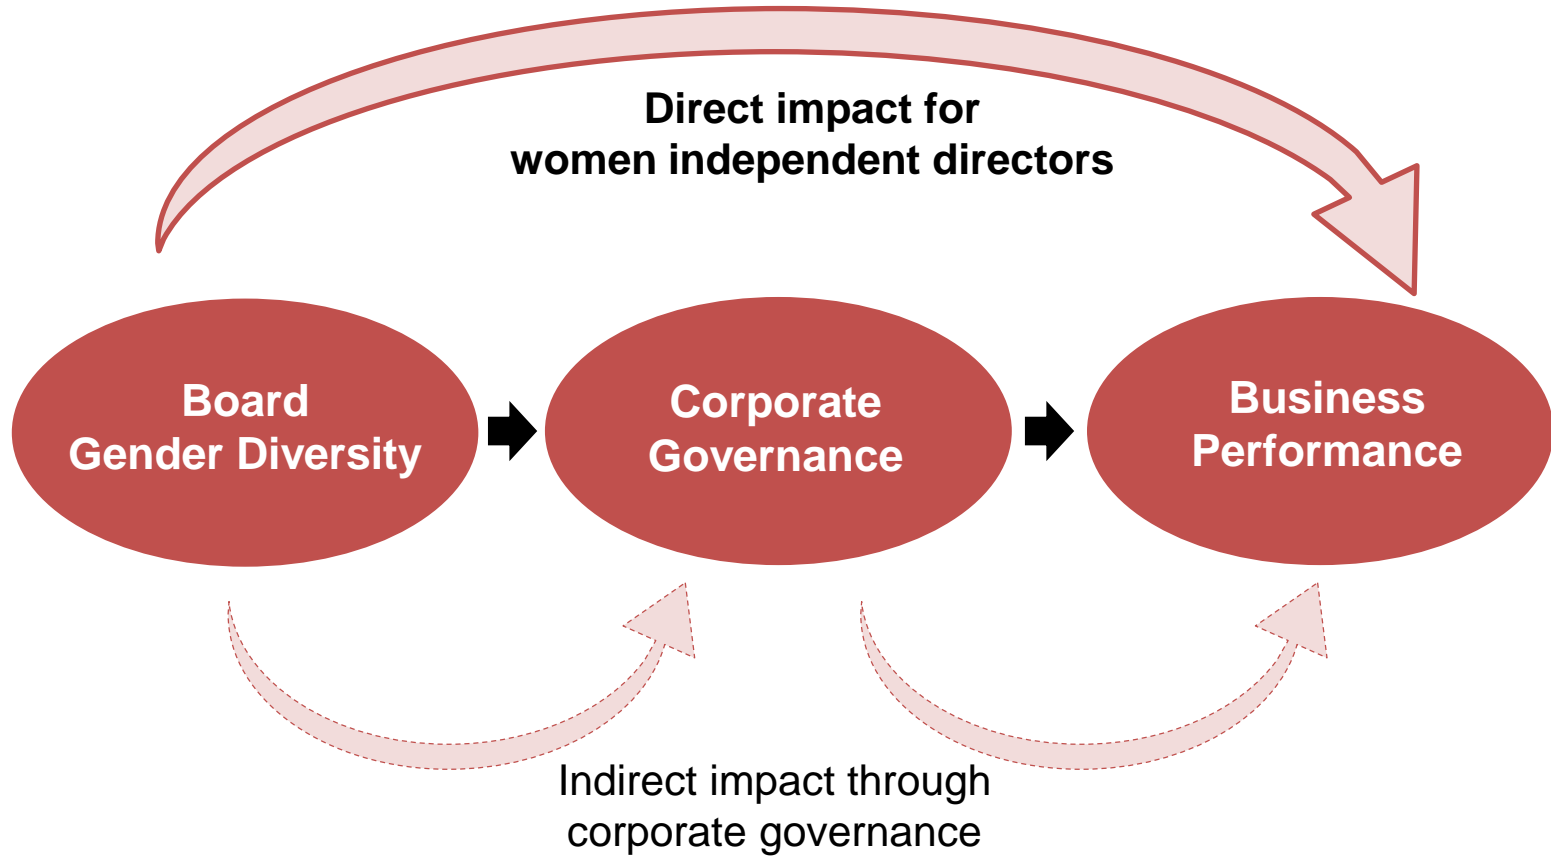 Direct impact for
women independent directors
Board
Gender Diversity
Corporate
Governance
Business
Performance
Indirect impact through
corporate governance